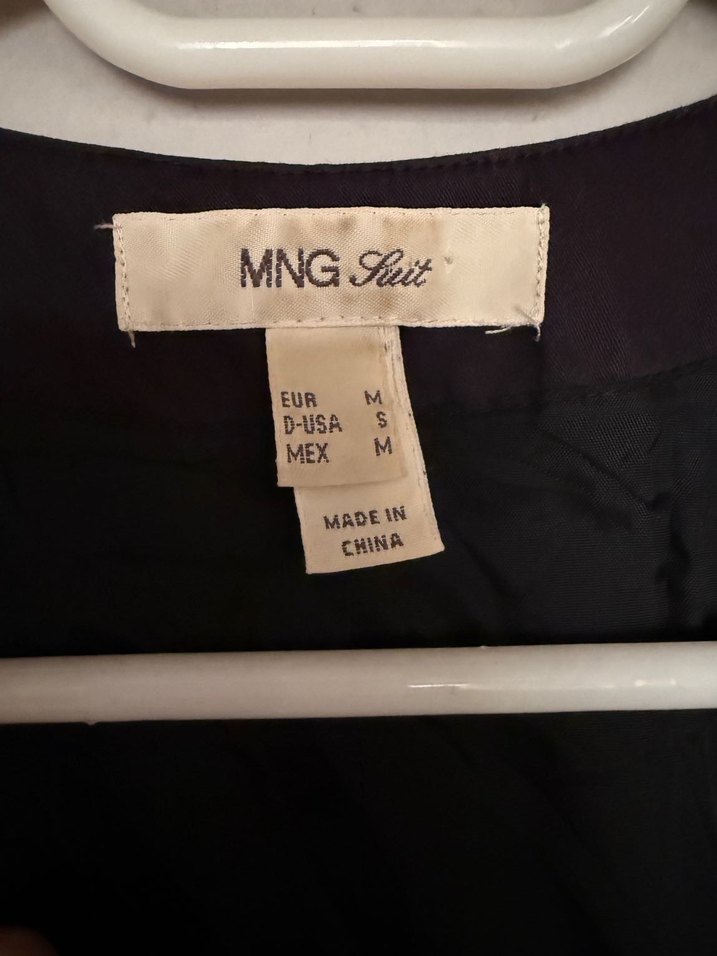 MNG Suit
EUR M
D-USA S
MEX M
MADE IN
CHINA